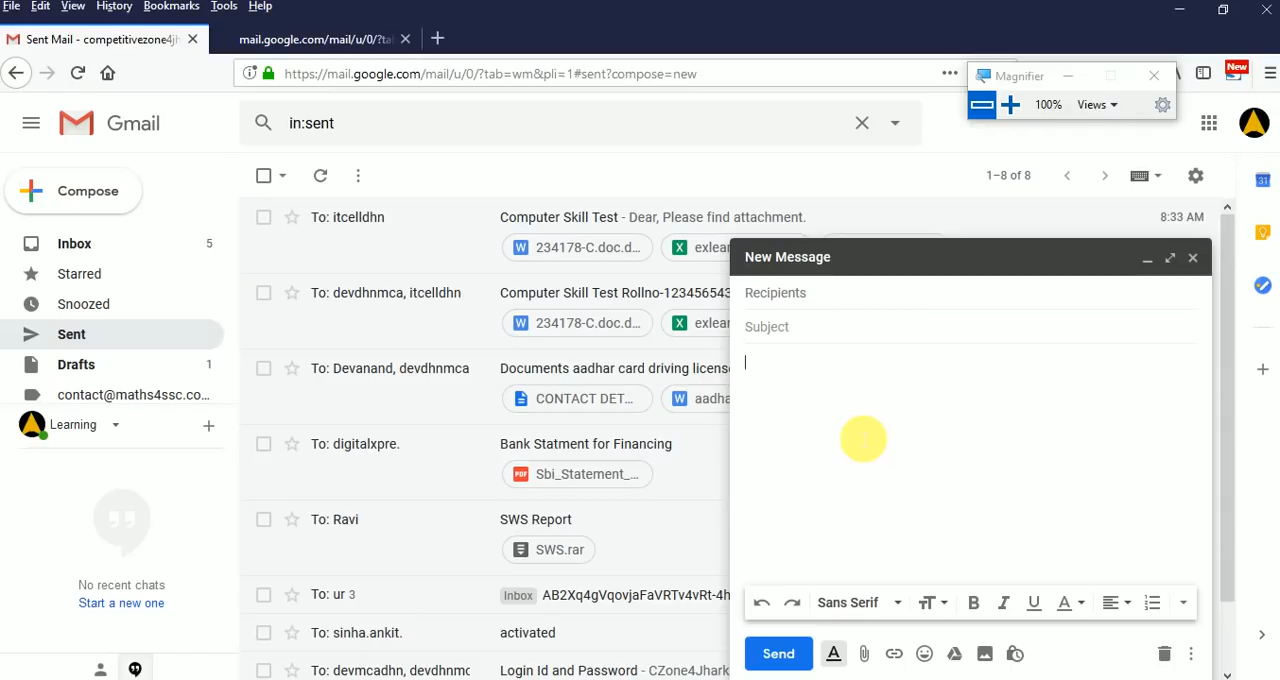 File Edit View History Bookmarks Tools Help
Sent Mail - competitivezone4jh
mail.google.com/mail/u/0/?ta
https://mail.google.com/mail/u/0/?tab=wm&pli=1#sent?compose=new
New
Magnifier
100% Views
Gmail
in:sent
Compose
1–8 of 8
Inbox 5
Starred
Snoozed
Sent
Drafts 1
contact@maths4ssc.co...
Learning
No recent chats
Start a new one
To: itcelldhn Computer Skill Test - Dear, Please find attachment. 8:33 AM
W 234178-C.doc.d... X exlear
To: devdhnmca, itcelldhn Computer Skill Test Rollno-123456543
W 234178-C.doc.d... X exlear
To: Devanand, devdhnmca Documents aadhar card driving license
CONTACT DET... W aadha
To: digitalxpre. Bank Statment for Financing
PDF Sbi_Statement_...
To: Ravi SWS Report
SWS.rar
To: ur 3 Inbox AB2Xq4gVqovjaFaVRTv4vRt-4h
To: sinha.ankit. activated
To: devmcadhn, devdhnmc Login Id and Password - CZone4Jhark
New Message
Recipients
Subject
Sans Serif TT B I U A
Send A
31